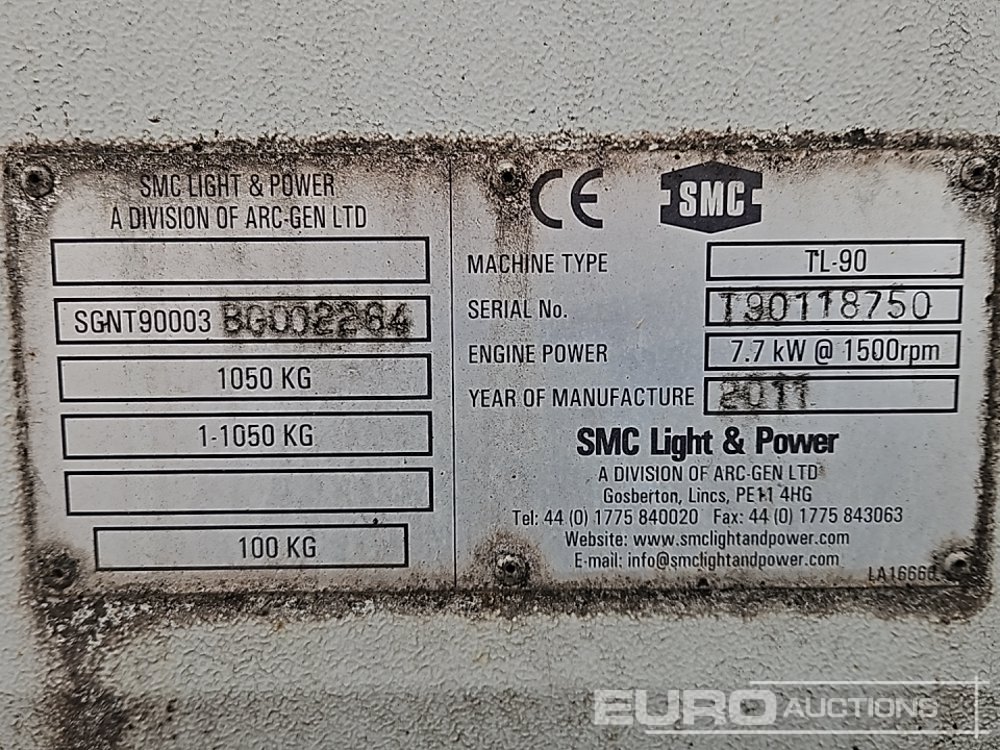 SMC LIGHT & POWER
A DIVISION OF ARC-GEN LTD
SGNT90003 BG002264
1050 KG
1-1050 KG
100 KG
CE SMC
MACHINE TYPE TL-90
SERIAL No. T90118750
ENGINE POWER 7.7 kW @ 1500rpm
YEAR OF MANUFACTURE 2011
SMC Light & Power
A DIVISION OF ARC-GEN LTD
Gosberton, Lincs, PE11 4HG
Tel: 44 (0) 1775 840020 Fax: 44 (0) 1775 843063
Website: www.smclightandpower.com
E-mail: info@smclightandpower.com
LA16666
EURO AUCTIONS